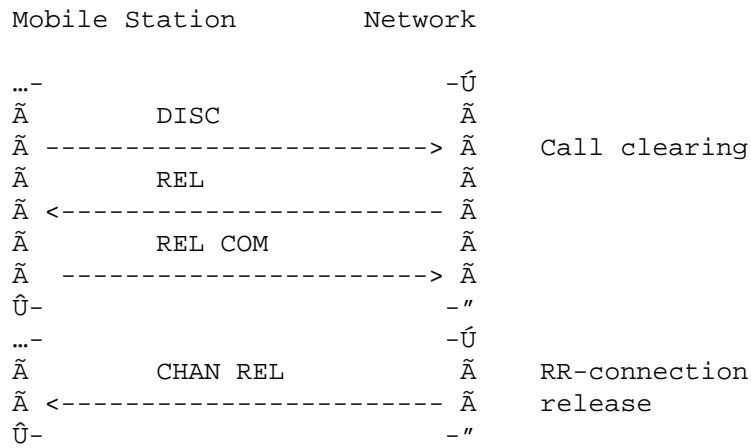 Mobile Station        Network

…-                         -Ú
Ã        DISC              Ã
Ã ------------------------> Ã    Call clearing
Ã        REL               Ã
Ã <------------------------ Ã
Ã        REL COM           Ã
Ã  -----------------------> Ã
Û-                         -″
…-                         -Ú
Ã        CHAN REL          Ã    RR-connection
Ã <------------------------ Ã    release
Û-                         -″